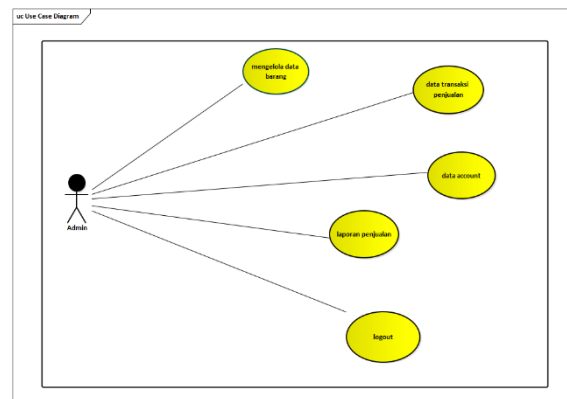 uc Use Case Diagram
mengelola data
barang
data transaksi
penjualan
data account
Admin
laporan penjualan
logout